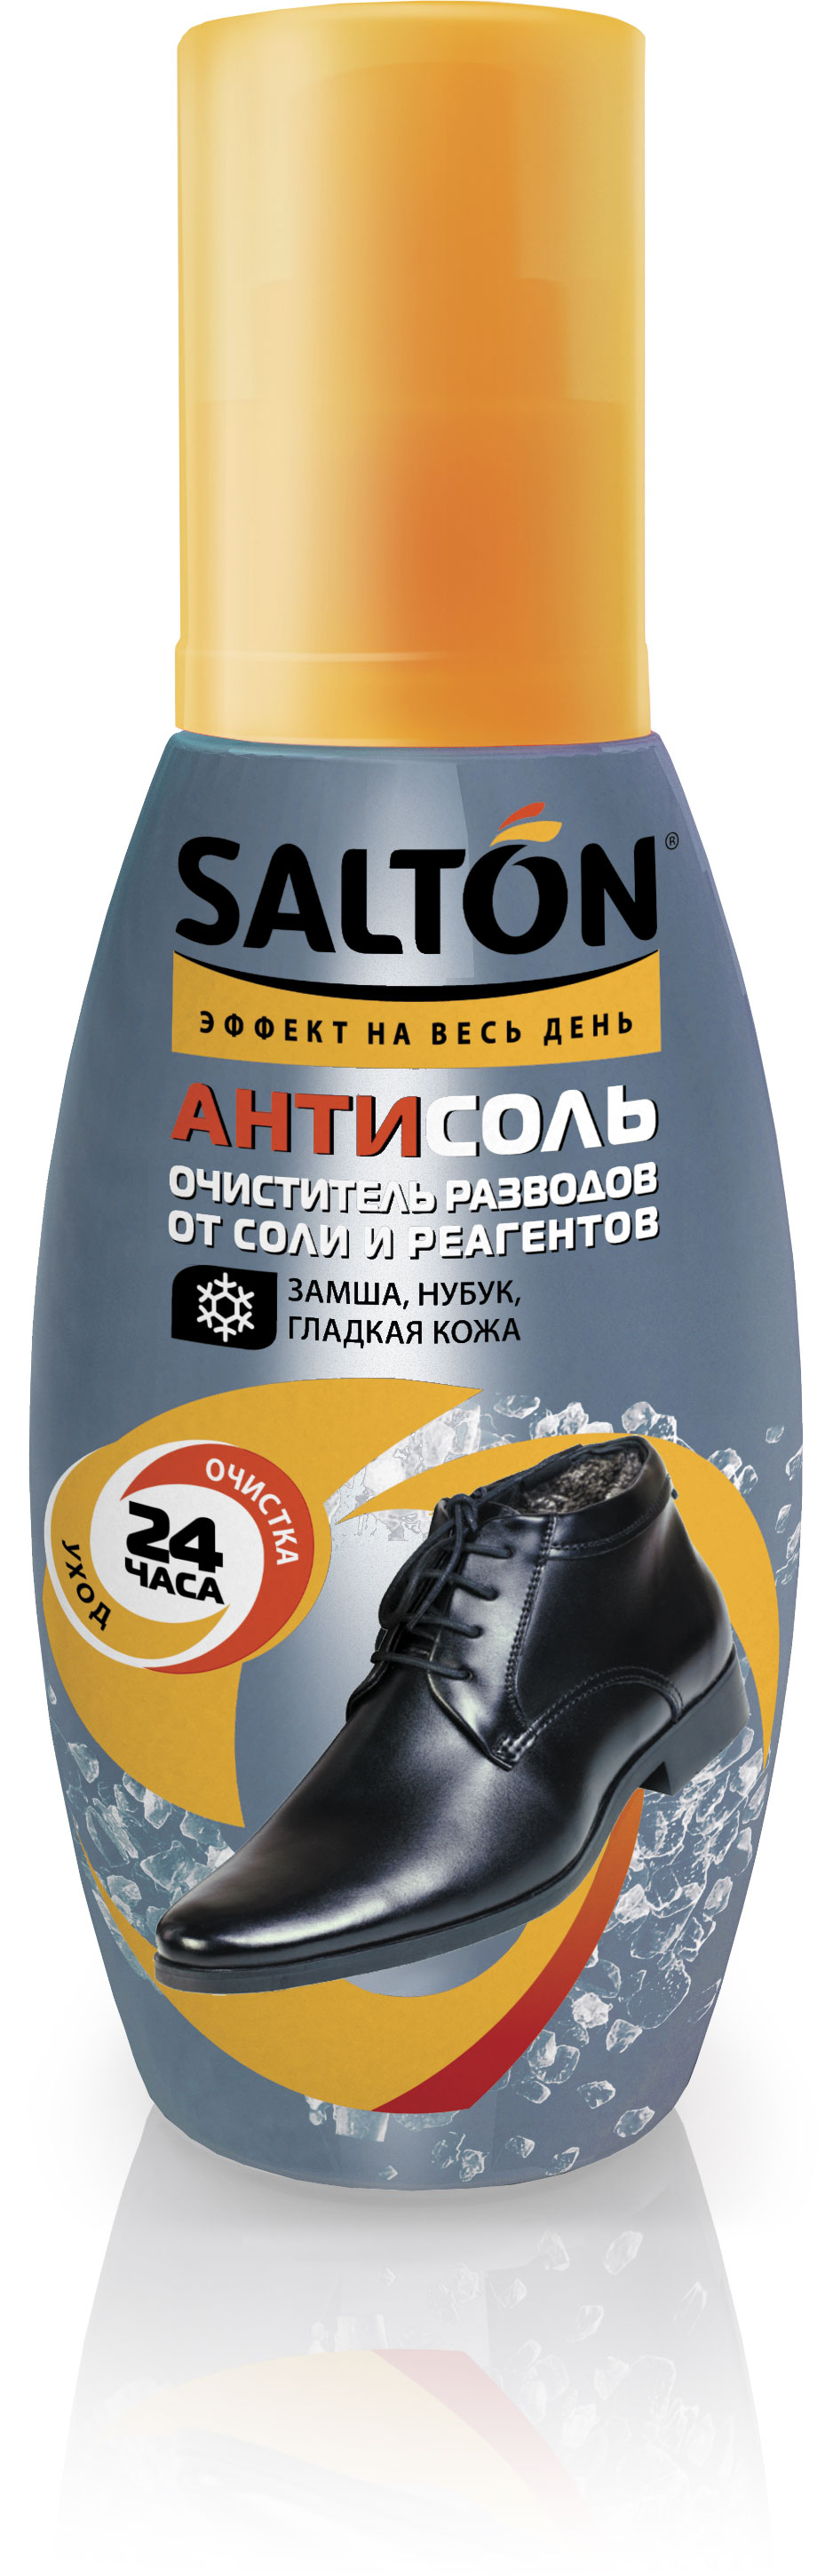 SALTON®
ЭФФЕКТ НА ВЕСЬ ДЕНЬ
АНТИСОЛЬ
ОЧИСТИТЕЛЬ РАЗВОДОВ
ОТ СОЛИ И РЕАГЕНТОВ
ЗАМША, НУБУК,
ГЛАДКАЯ КОЖА
ОЧИСТКА
24
ЧАСА
УХОД